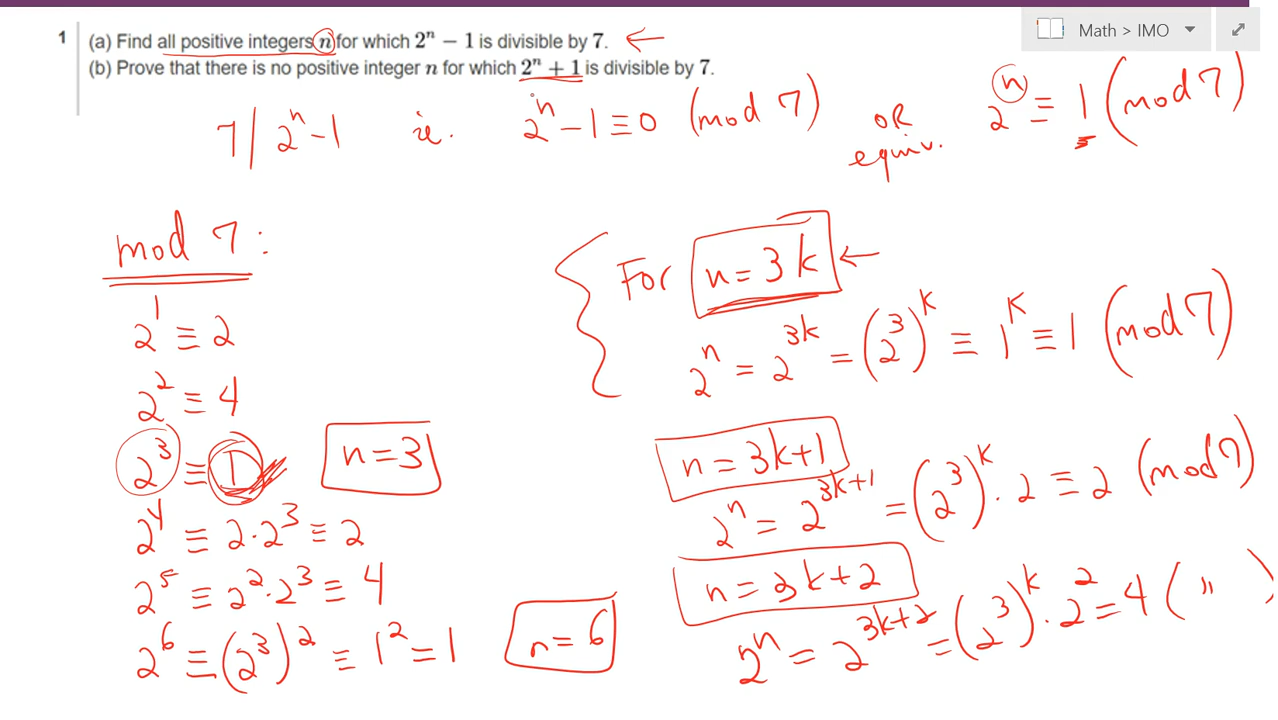 Math > IMO
1 (a) Find all positive integers n for which 2ⁿ − 1 is divisible by 7. ←
(b) Prove that there is no positive integer n for which 2ⁿ + 1 is divisible by 7.
7 | 2ⁿ-1 ie. 2ⁿ-1 ≡ 0 (mod 7) OR equiv. 2ⁿ ≡ 1 (mod 7)
mod 7:
2¹ ≡ 2
2² ≡ 4
2³ ≡ 1 n=3
2⁴ ≡ 2·2³ ≡ 2
2⁵ ≡ 2²·2³ ≡ 4
2⁶ ≡ (2³)² ≡ 1² = 1 n=6
{ For n=3k ←
2ⁿ = 2³ᵏ = (2³)ᵏ ≡ 1ᵏ ≡ 1 (mod 7)
n=3k+1
2ⁿ = 2³ᵏ⁺¹ = (2³)ᵏ·2 ≡ 2 (mod 7)
n=3k+2
2ⁿ = 2³ᵏ⁺² = (2³)ᵏ·2² = 4 ( " )